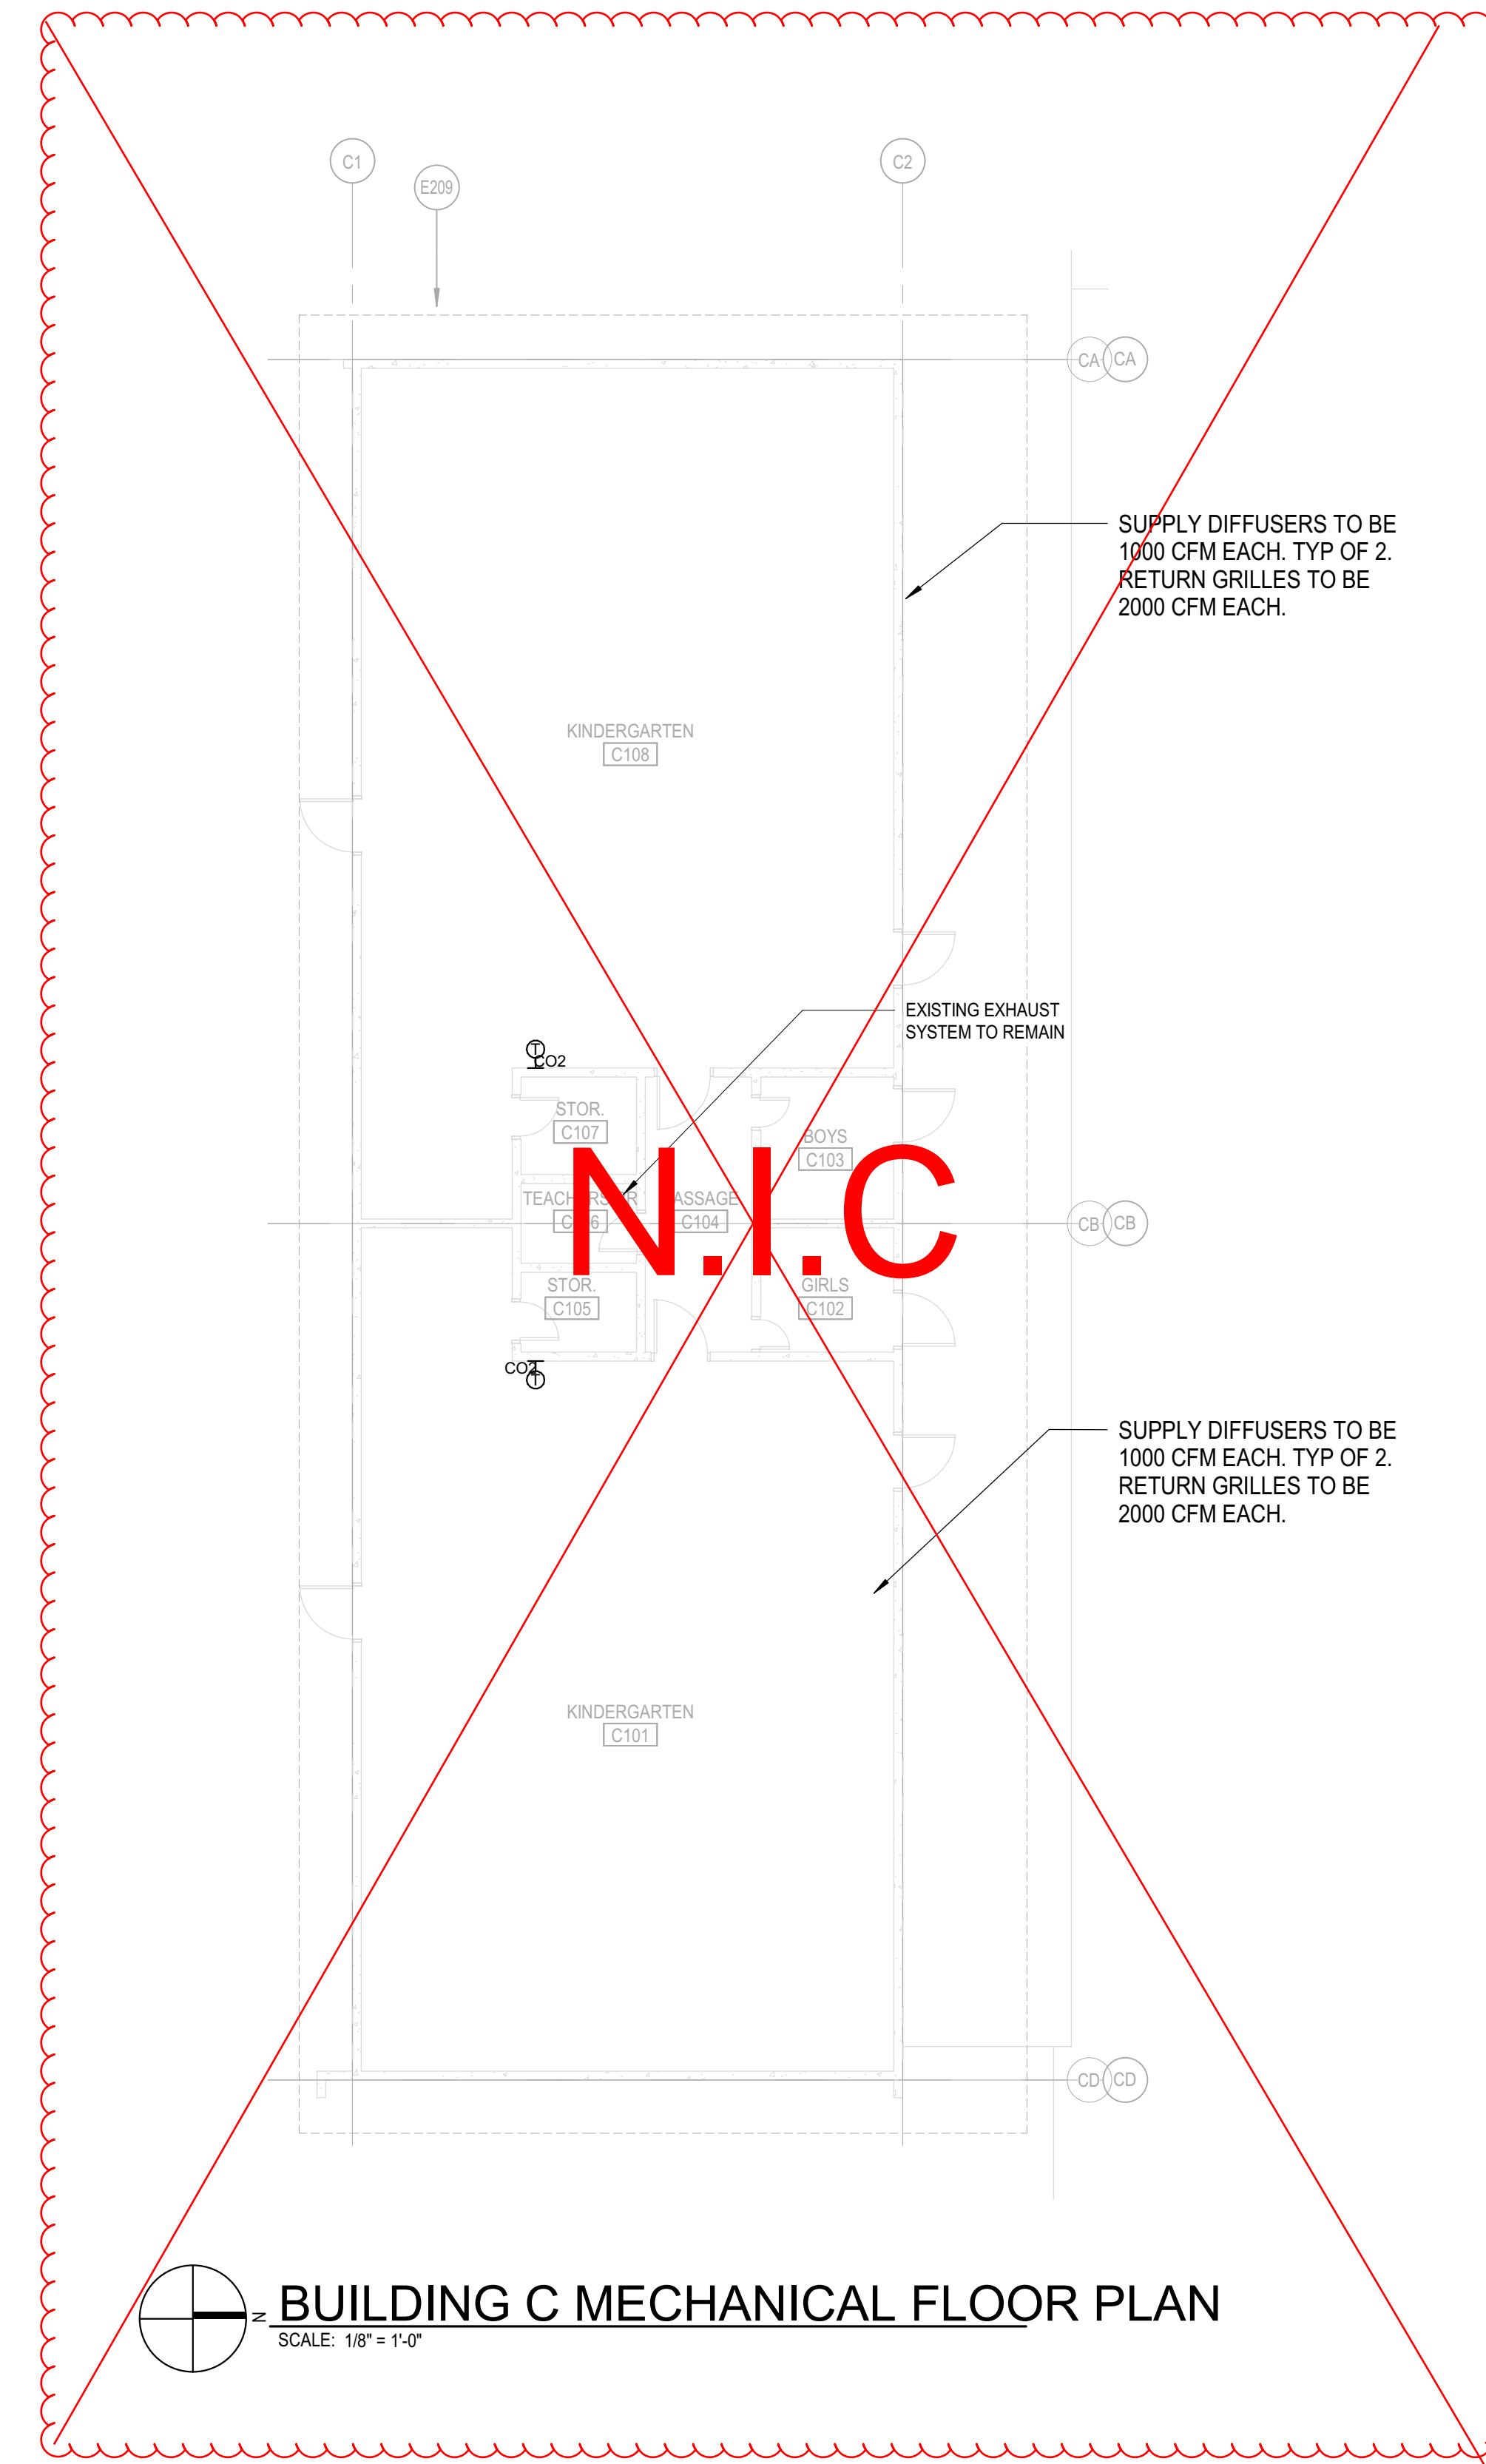 C1
C2
E209
CA
CA
SUPPLY DIFFUSERS TO BE
1000 CFM EACH. TYP OF 2.
RETURN GRILLES TO BE
2000 CFM EACH.
KINDERGARTEN
C108
EXISTING EXHAUST
SYSTEM TO REMAIN
T
CO2
STOR.
C107
BOYS
C103
C104
CB
CB
N.I.C
STOR.
C105
GIRLS
C102
CO2
T
SUPPLY DIFFUSERS TO BE
1000 CFM EACH. TYP OF 2.
RETURN GRILLES TO BE
2000 CFM EACH.
KINDERGARTEN
C101
CD
CD
N
BUILDING C MECHANICAL FLOOR PLAN
SCALE: 1/8" = 1'-0"